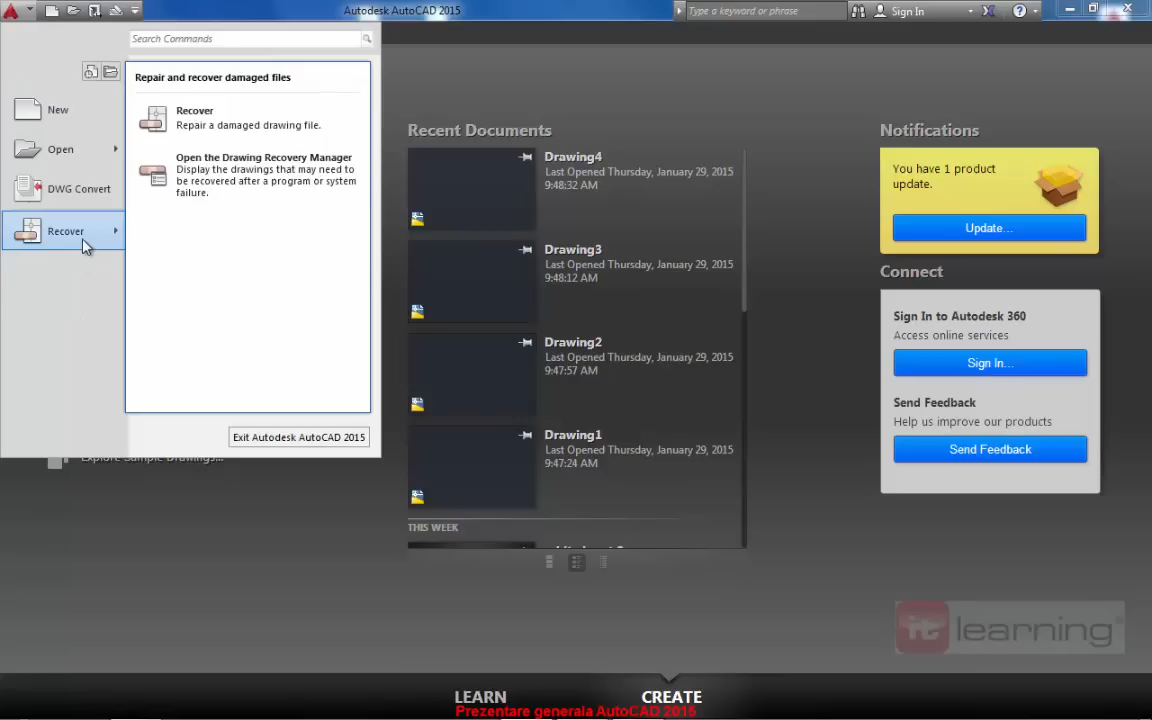 Autodesk AutoCAD 2015
Type a keyword or phrase
Sign In
Search Commands
Repair and recover damaged files
New
Open
DWG Convert
Recover
Recover
Repair a damaged drawing file.
Open the Drawing Recovery Manager
Display the drawings that may need to
be recovered after a program or system
failure.
Exit Autodesk AutoCAD 2015
Explore Sample Drawings...
Recent Documents
Drawing4
Last Opened Thursday, January 29, 2015
9:48:32 AM
Drawing3
Last Opened Thursday, January 29, 2015
9:48:12 AM
Drawing2
Last Opened Thursday, January 29, 2015
9:47:57 AM
Drawing1
Last Opened Thursday, January 29, 2015
9:47:24 AM
THIS WEEK
Notifications
You have 1 product
update.
Update...
Connect
Sign In to Autodesk 360
Access online services
Sign In...
Send Feedback
Help us improve our products
Send Feedback
it learning
LEARN
CREATE
Prezentare generala AutoCAD 2015